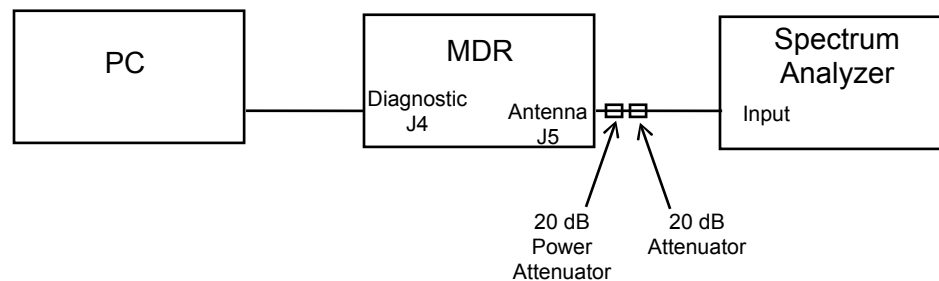 PC
MDR
Diagnostic
J4
Antenna
J5
Spectrum
Analyzer
Input
20 dB
Power
Attenuator
20 dB
Attenuator